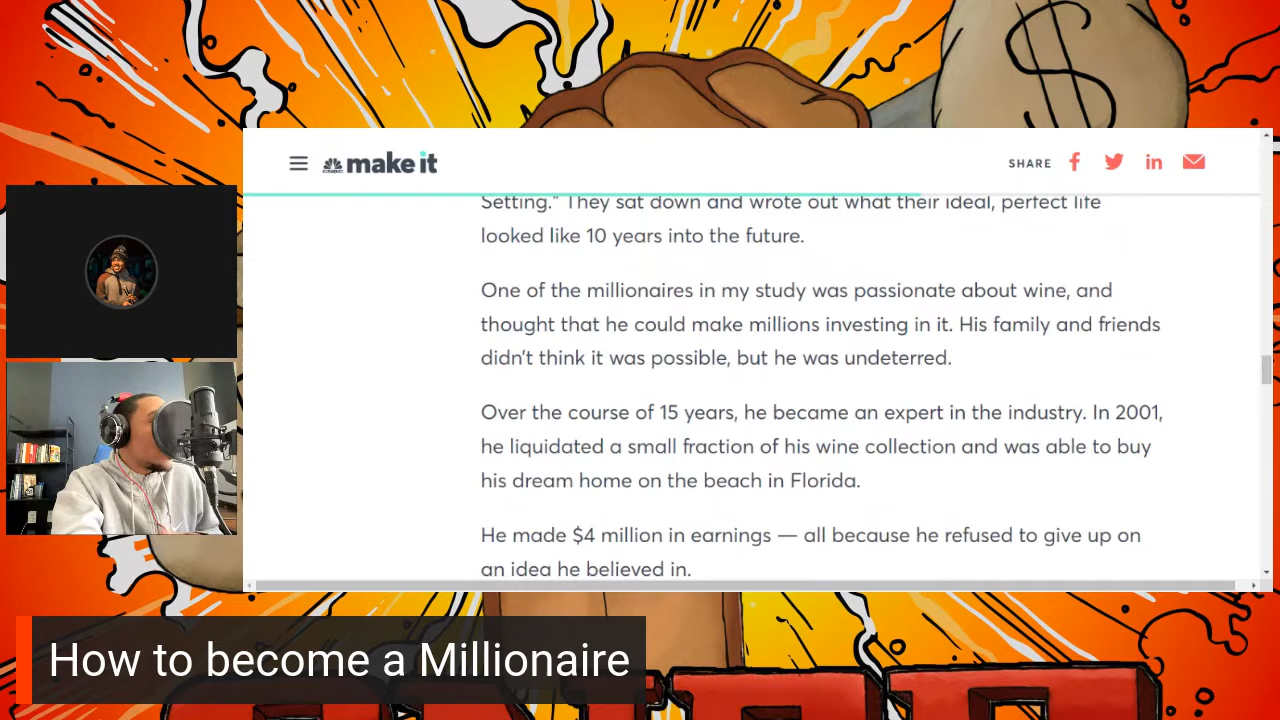 $
make it
SHARE
Setting.” They sat down and wrote out what their ideal, perfect life
looked like 10 years into the future.
One of the millionaires in my study was passionate about wine, and
thought that he could make millions investing in it. His family and friends
didn’t think it was possible, but he was undeterred.
Over the course of 15 years, he became an expert in the industry. In 2001,
he liquidated a small fraction of his wine collection and was able to buy
his dream home on the beach in Florida.
He made $4 million in earnings — all because he refused to give up on
an idea he believed in.
How to become a Millionaire